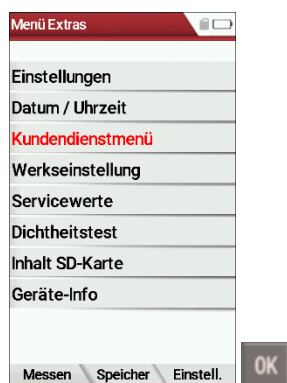 Menü Extras
Einstellungen
Datum / Uhrzeit
Kundendienstmenü
Werkseinstellung
Servicewerte
Dichtheitstest
Inhalt SD-Karte
Geräte-Info
Messen Speicher Einstell.
OK